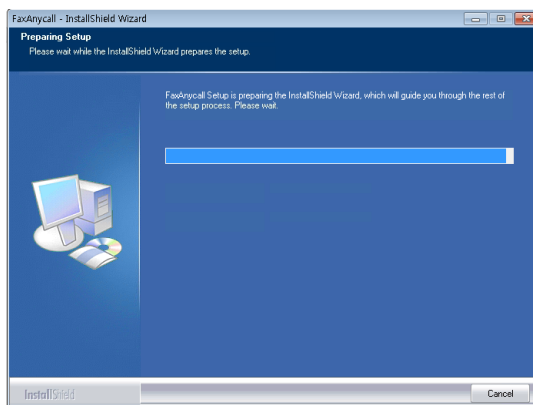 FaxAnycall - InstallShield Wizard
Preparing Setup
Please wait while the InstallShield Wizard prepares the setup.
FaxAnycall Setup is preparing the InstallShield Wizard, which will guide you through the rest of
the setup process. Please wait.
InstallShield
Cancel